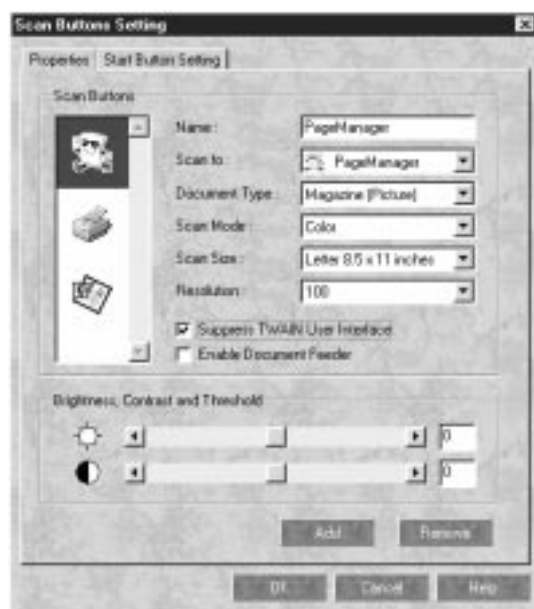 Scan Buttons Setting
Properties Start Button Setting
Scan Buttons
Name: PageManager
Scan to: PageManager
Document Type: Magazine (Picture)
Scan Mode: Color
Scan Size: Letter 8.5 x 11 inches
Resolution: 100
Suppress TWAIN User Interface
Enable Document Feeder
Brightness, Contrast and Threshold
0
0
Add Remove
OK Cancel Help